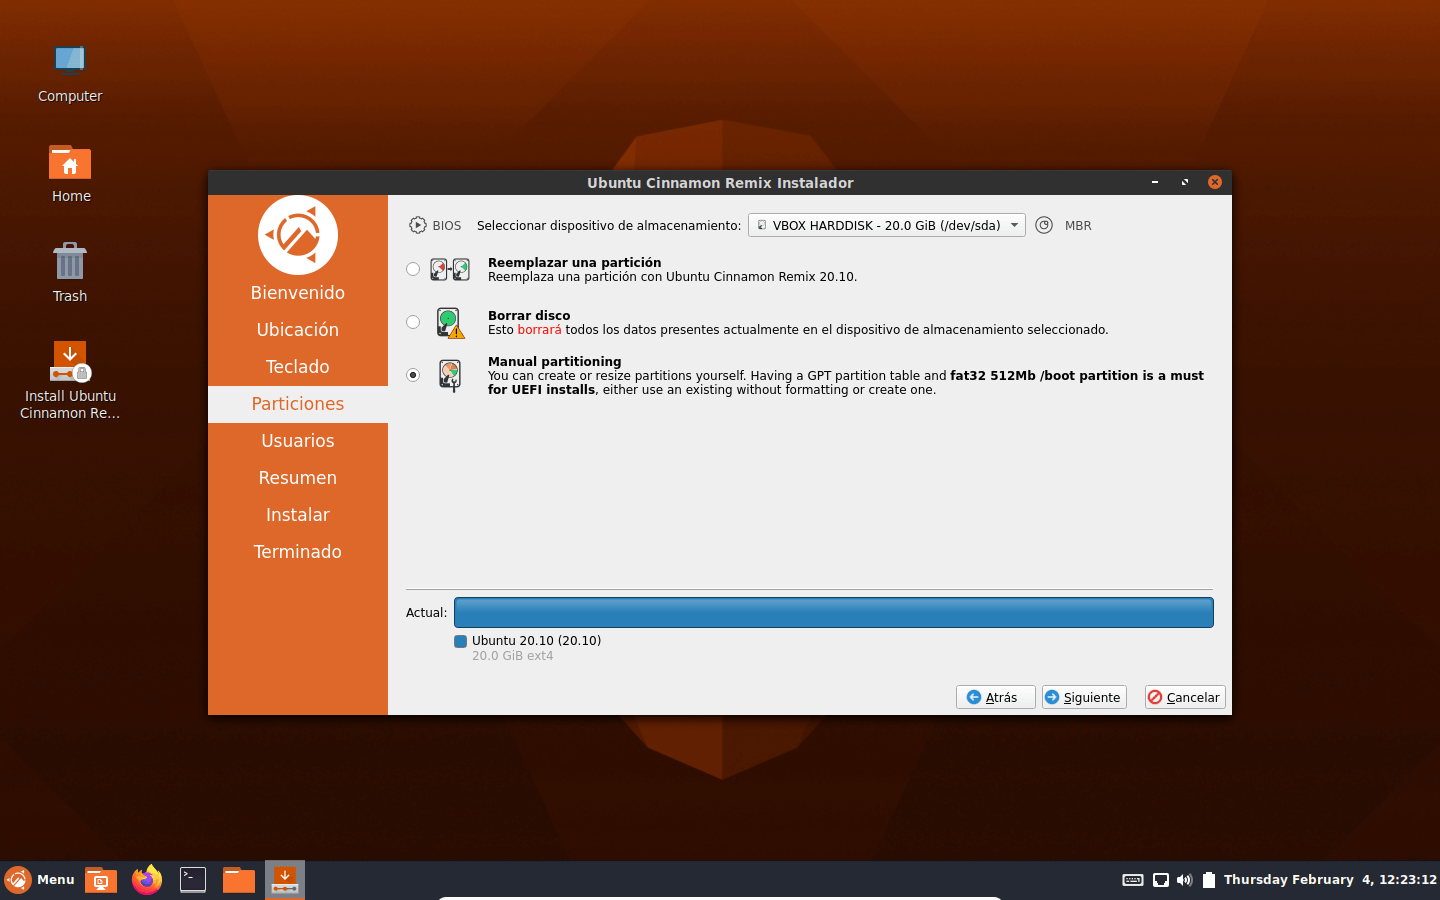 Computer
Home
Trash
Install Ubuntu
Cinnamon Re...
Ubuntu Cinnamon Remix Instalador
Bienvenido
Ubicación
Teclado
Particiones
Usuarios
Resumen
Instalar
Terminado
BIOS Seleccionar dispositivo de almacenamiento: VBOX HARDDISK - 20.0 GiB (/dev/sda) MBR
Reemplazar una partición
Reemplaza una partición con Ubuntu Cinnamon Remix 20.10.
Borrar disco
Esto borrará todos los datos presentes actualmente en el dispositivo de almacenamiento seleccionado.
Manual partitioning
You can create or resize partitions yourself. Having a GPT partition table and fat32 512Mb /boot partition is a must
for UEFI installs, either use an existing without formatting or create one.
Actual:
Ubuntu 20.10 (20.10)
20.0 GiB ext4
Atrás Siguiente Cancelar
Menu Thursday February 4, 12:23:12